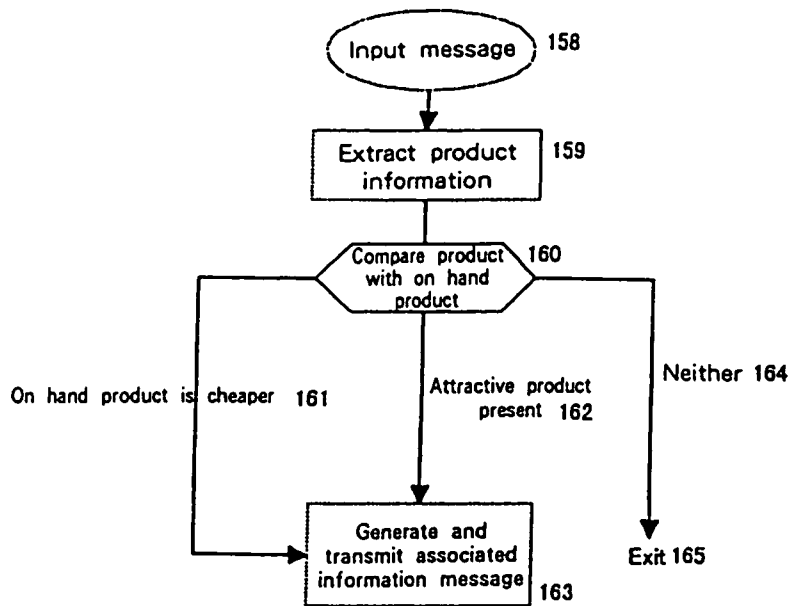 Input message 158
Extract product 159
information
Compare product 160
with on hand
product
On hand product is cheaper 161
Attractive product
present 162
Neither 164
Generate and
transmit associated
information message 163
Exit 165